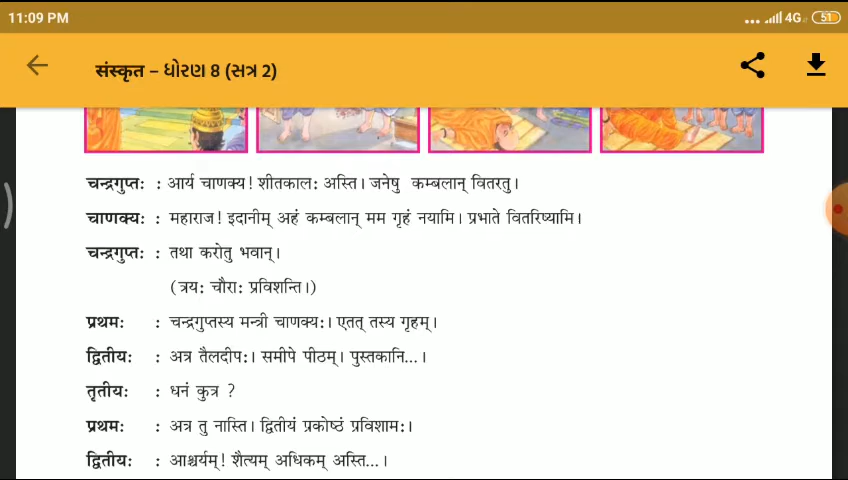 11:09 PM
4G
51
संस्कृत – ધોરણ 8 (સત્ર 2)
चन्द्रगुप्तः : आर्य चाणक्य! शीतकालः अस्ति। जनेषु कम्बलान् वितरतु।
चाणक्यः : महाराज! इदानीम् अहं कम्बलान् मम गृहं नयामि। प्रभाते वितरिष्यामि।
चन्द्रगुप्तः : तथा करोतु भवान्।
(त्रयः चौराः प्रविशन्ति।)
प्रथमः : चन्द्रगुप्तस्य मन्त्री चाणक्यः। एतत् तस्य गृहम्।
द्वितीयः : अत्र तैलदीपः। समीपे पीठम्। पुस्तकानि...।
तृतीयः : धनं कुत्र ?
प्रथमः : अत्र तु नास्ति। द्वितीयं प्रकोष्ठं प्रविशामः।
द्वितीयः : आश्चर्यम्! शैत्यम् अधिकम् अस्ति...।